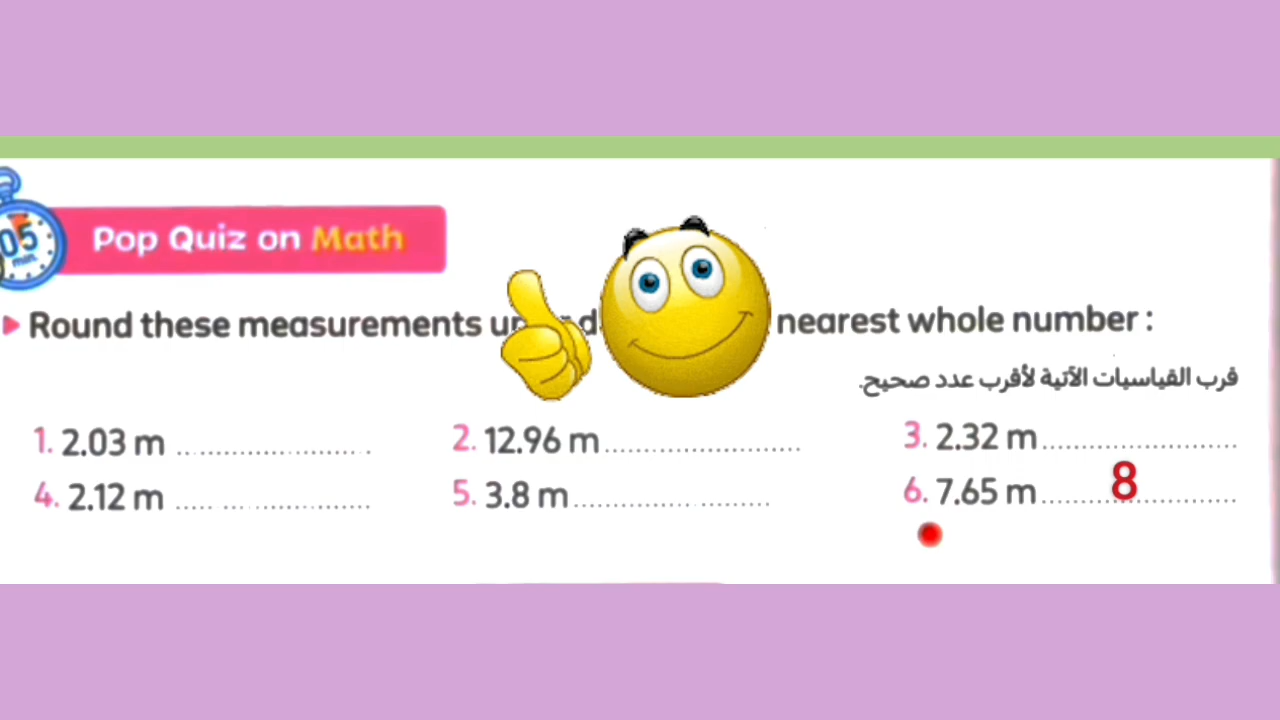 05
min.
Pop Quiz on Math
Round these measurements nearest whole number :
قرب القياسيات الآتية لأقرب عدد صحيح.
1. 2.03 m .................... 2. 12.96 m.................... 3. 2.32 m....................
4. 2.12 m .................... 5. 3.8 m.................... 6. 7.65 m.........8..........